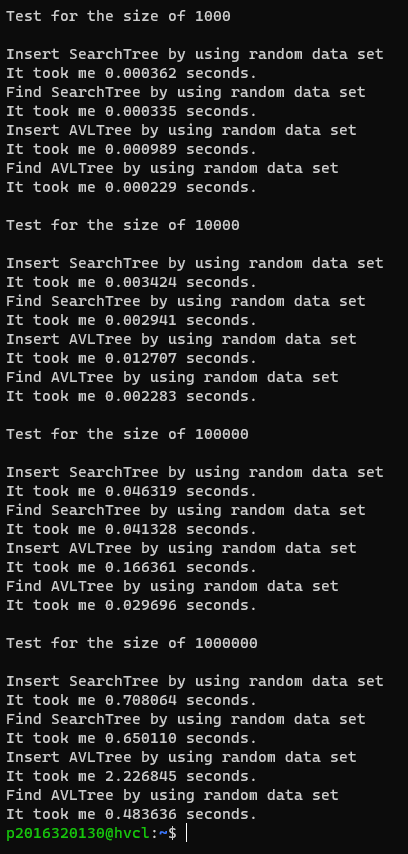 Test for the size of 1000
Insert SearchTree by using random data set
It took me 0.000362 seconds.
Find SearchTree by using random data set
It took me 0.000335 seconds.
Insert AVLTree by using random data set
It took me 0.000989 seconds.
Find AVLTree by using random data set
It took me 0.000229 seconds.
Test for the size of 10000
Insert SearchTree by using random data set
It took me 0.003424 seconds.
Find SearchTree by using random data set
It took me 0.002941 seconds.
Insert AVLTree by using random data set
It took me 0.012707 seconds.
Find AVLTree by using random data set
It took me 0.002283 seconds.
Test for the size of 100000
Insert SearchTree by using random data set
It took me 0.046319 seconds.
Find SearchTree by using random data set
It took me 0.041328 seconds.
Insert AVLTree by using random data set
It took me 0.166361 seconds.
Find AVLTree by using random data set
It took me 0.029696 seconds.
Test for the size of 1000000
Insert SearchTree by using random data set
It took me 0.708064 seconds.
Find SearchTree by using random data set
It took me 0.650110 seconds.
Insert AVLTree by using random data set
It took me 2.226845 seconds.
Find AVLTree by using random data set
It took me 0.483636 seconds.
p2016320130@hvcl:~$